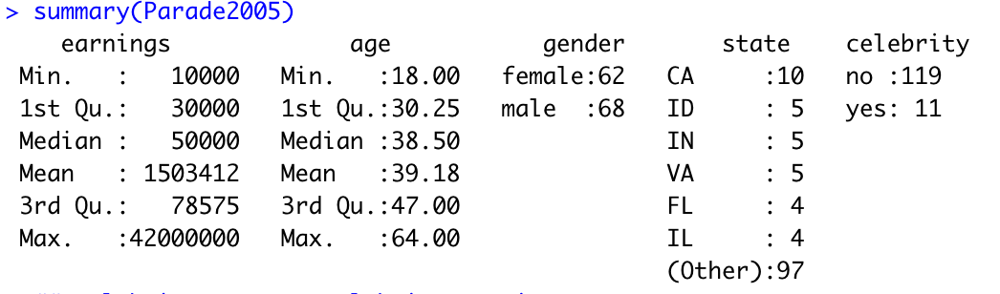 > summary(Parade2005)
    earnings             age           gender       state    celebrity
 Min.   :   10000   Min.   :18.00   female:62   CA     :10   no :119
 1st Qu.:   30000   1st Qu.:30.25   male  :68   ID     : 5   yes: 11
 Median :   50000   Median :38.50               IN     : 5
 Mean   : 1503412   Mean   :39.18               VA     : 5
 3rd Qu.:   78575   3rd Qu.:47.00               FL     : 4
 Max.   :42000000   Max.   :64.00               IL     : 4
                                                (Other):97